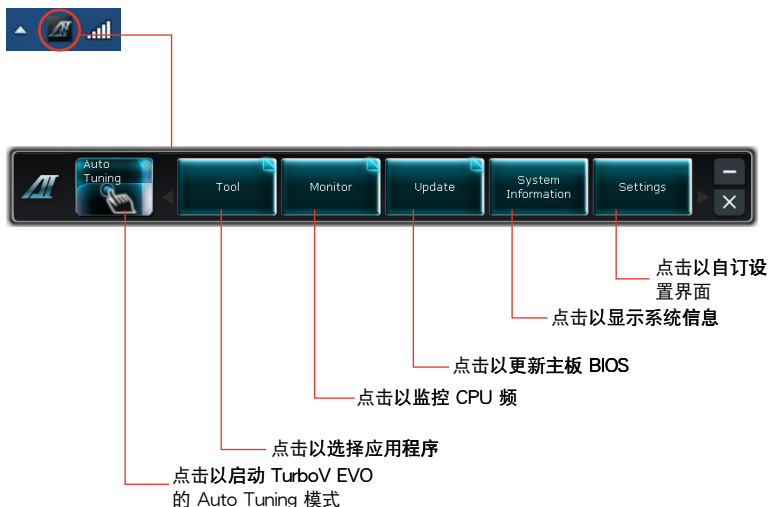 Auto
Tuning
Tool
Monitor
Update
System
Information
Settings
点击以自订设
置界面
点击以显示系统信息
点击以更新主板 BIOS
点击以监控 CPU 频
点击以选择应用程序
点击以启动 TurboV EVO
的 Auto Tuning 模式